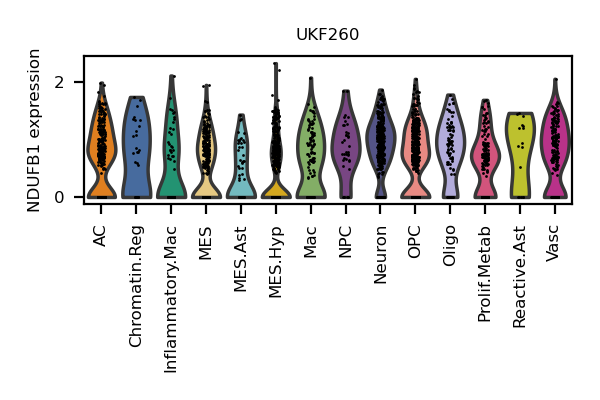 UKF260
NDUFB1 expression
2
0
AC
Chromatin.Reg
Inflammatory.Mac
MES
MES.Ast
MES.Hyp
Mac
NPC
Neuron
OPC
Oligo
Prolif.Metab
Reactive.Ast
Vasc